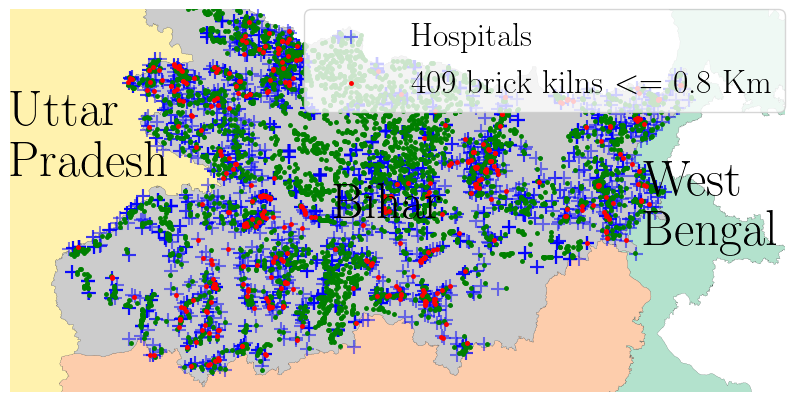 Hospitals
409 brick kilns <= 0.8 Km
Uttar
Pradesh
Bihar
West
Bengal